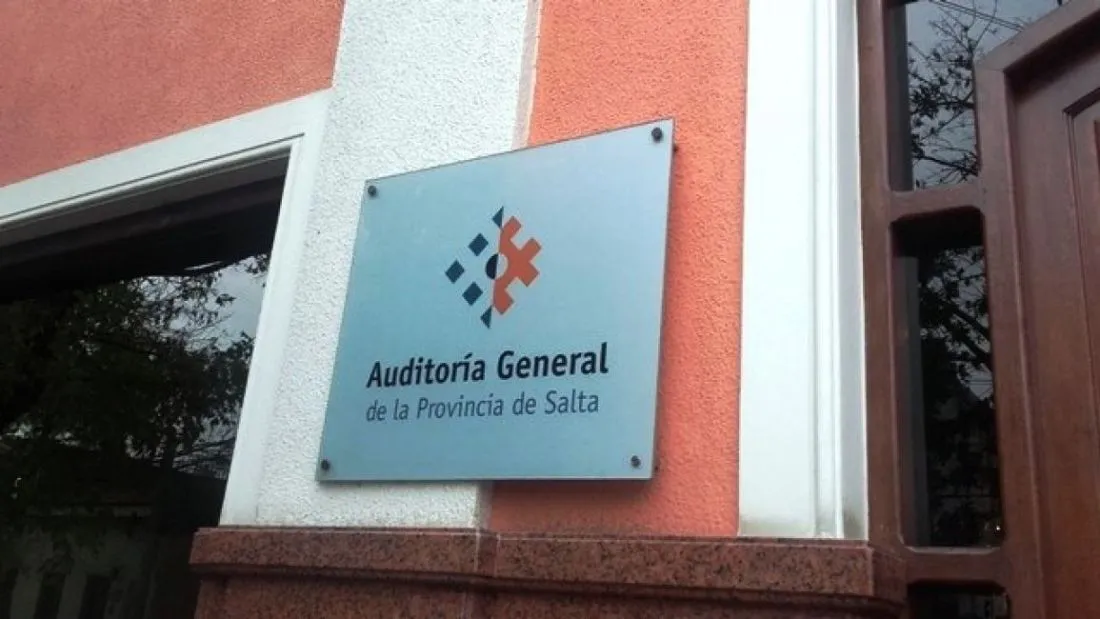 Auditoría General
de la Provincia de Salta